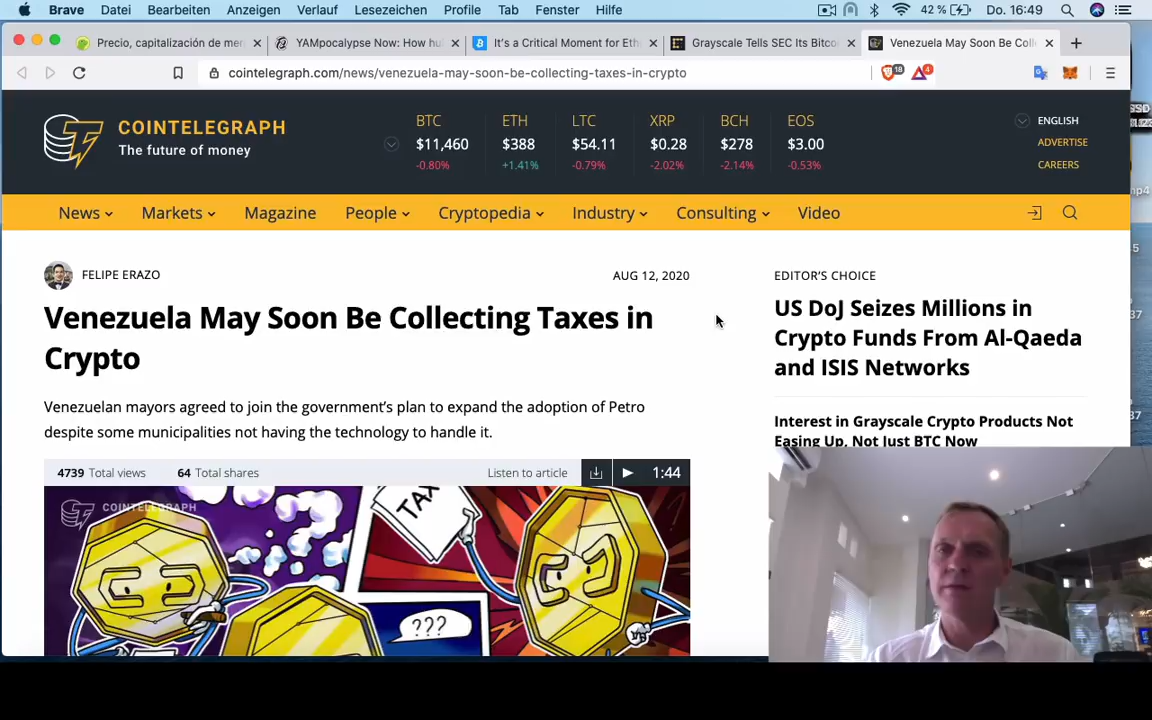 Brave Datei Bearbeiten Anzeigen Verlauf Lesezeichen Profile Tab Fenster Hilfe 42 % Do. 16:49
Precio, capitalización de mer
YAMpocalypse Now: How hu
It's a Critical Moment for Eth
Grayscale Tells SEC Its Bitco
Venezuela May Soon Be Coll
cointelegraph.com/news/venezuela-may-soon-be-collecting-taxes-in-crypto
18
4
COINTELEGRAPH
The future of money
BTC ETH LTC XRP BCH EOS
$11,460 $388 $54.11 $0.28 $278 $3.00
-0.80% +1.41% -0.79% -2.02% -2.14% -0.53%
ENGLISH
ADVERTISE
CAREERS
News Markets Magazine People Cryptopedia Industry Consulting Video
FELIPE ERAZO
AUG 12, 2020
Venezuela May Soon Be Collecting Taxes in
Crypto
Venezuelan mayors agreed to join the government's plan to expand the adoption of Petro
despite some municipalities not having the technology to handle it.
4739 Total views 64 Total shares Listen to article 1:44
COINTELEGRAPH
TAX
???
EDITOR'S CHOICE
US DoJ Seizes Millions in
Crypto Funds From Al-Qaeda
and ISIS Networks
Interest in Grayscale Crypto Products Not
Easing Up, Not Just BTC Now
SSD
mp4
37
37